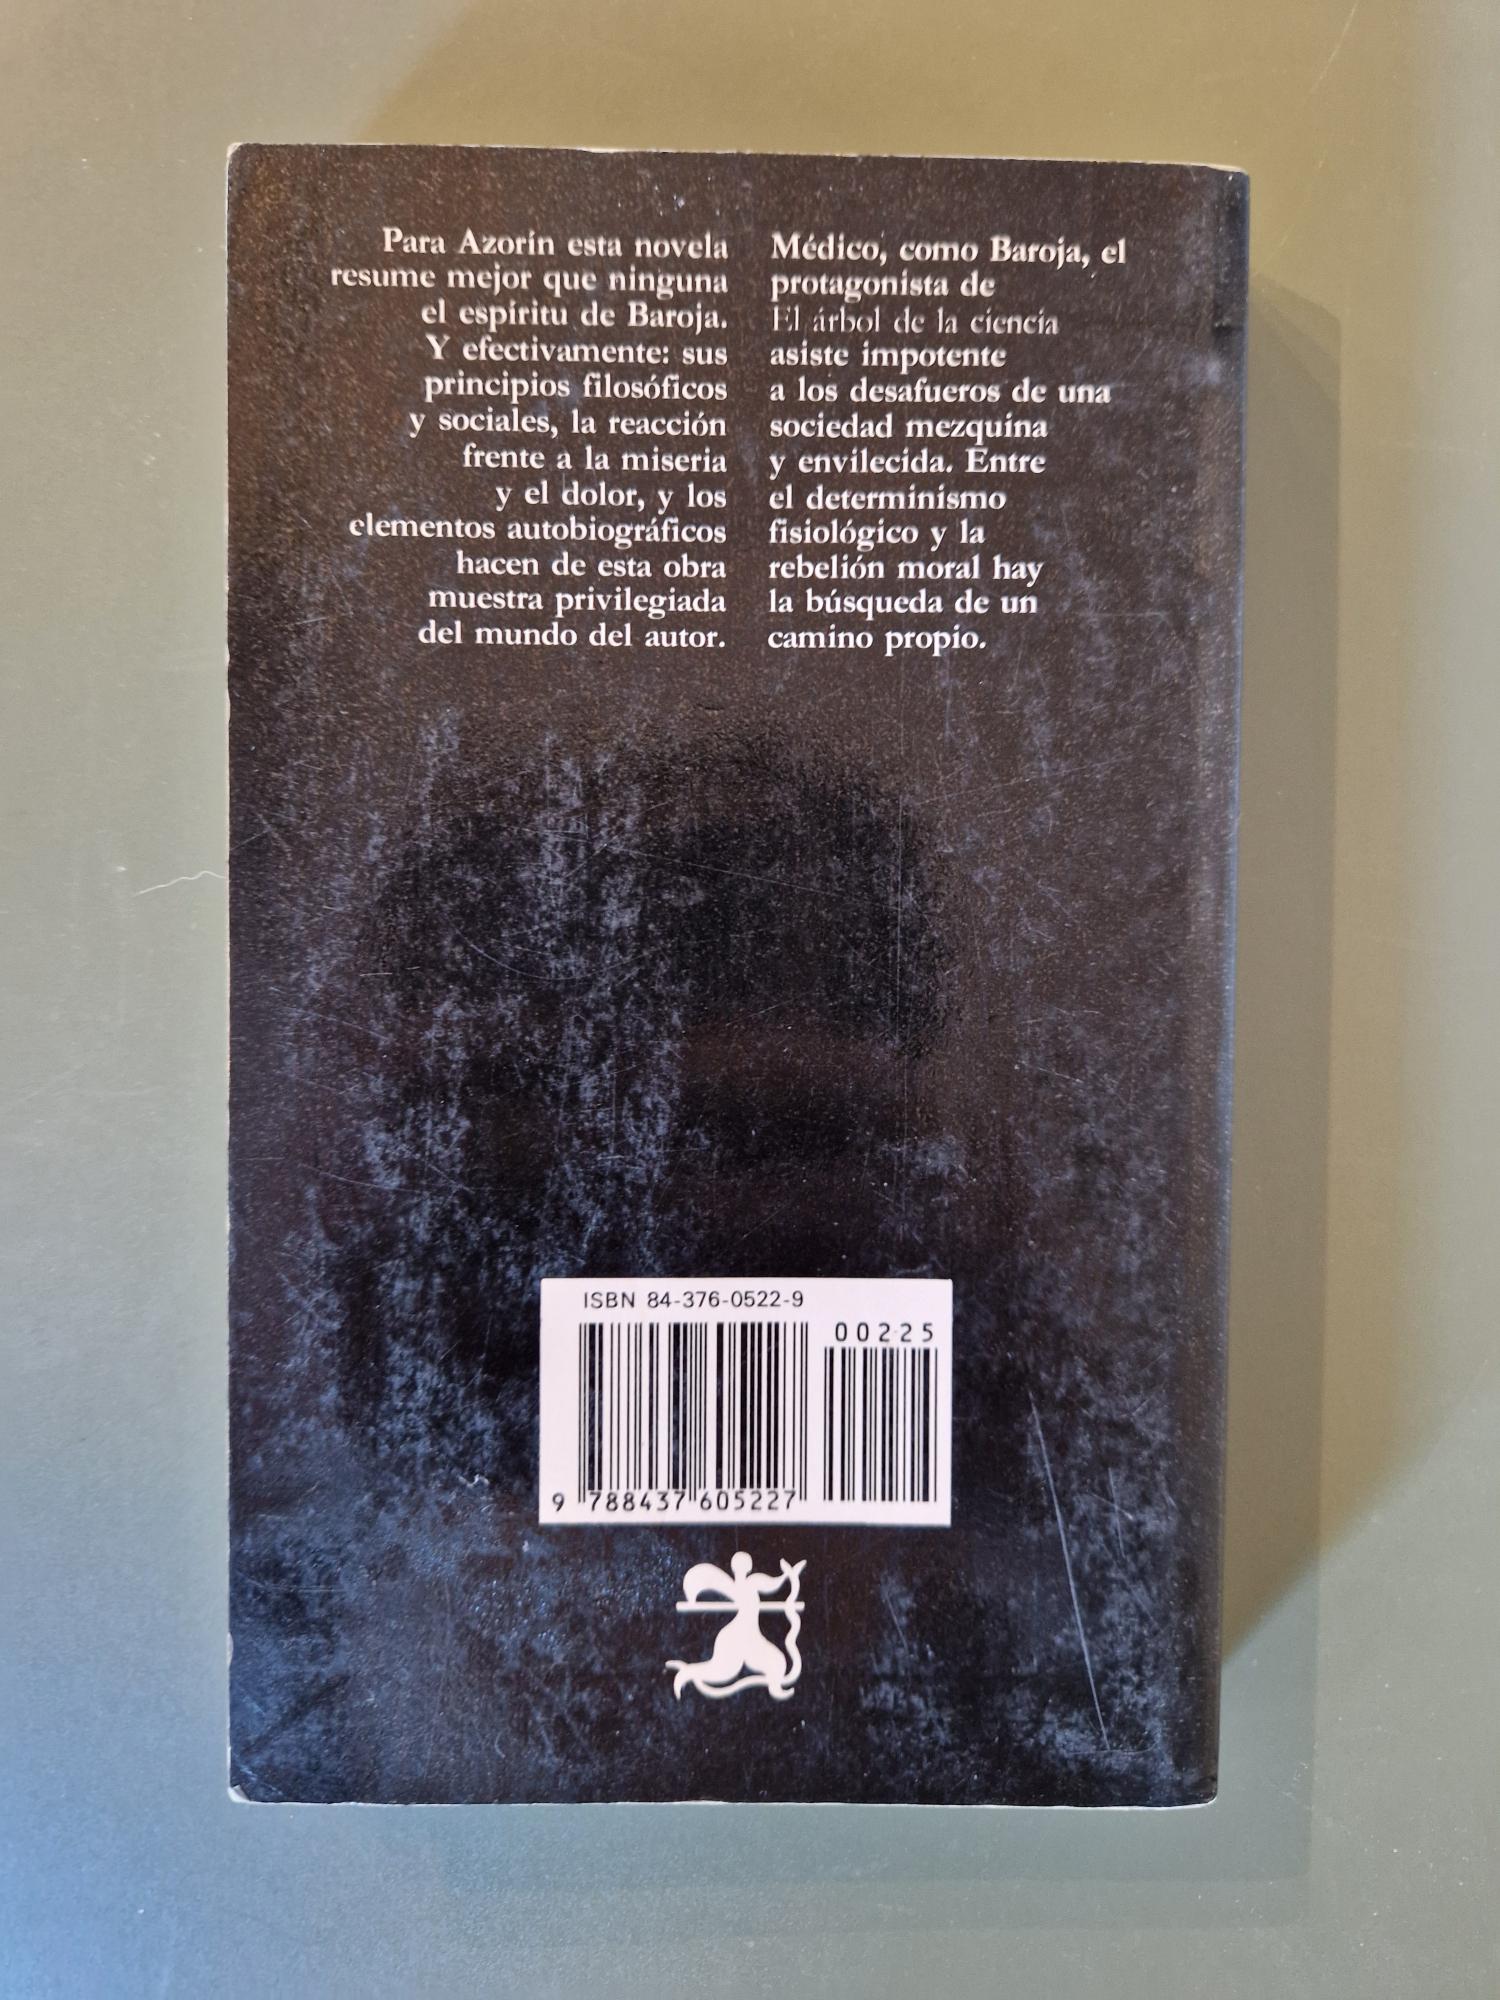 Para Azorín esta novela
resume mejor que ninguna
el espíritu de Baroja.
Y efectivamente: sus
principios filosóficos
y sociales, la reacción
frente a la miseria
y el dolor, y los
elementos autobiográficos
hacen de esta obra
muestra privilegiada
del mundo del autor.
Médico, como Baroja, el
protagonista de
El árbol de la ciencia
asiste impotente
a los desafueros de una
sociedad mezquina
y envilecida. Entre
el determinismo
fisiológico y la
rebelión moral hay
la búsqueda de un
camino propio.
ISBN 84-376-0522-9
00225
9 788437 605227